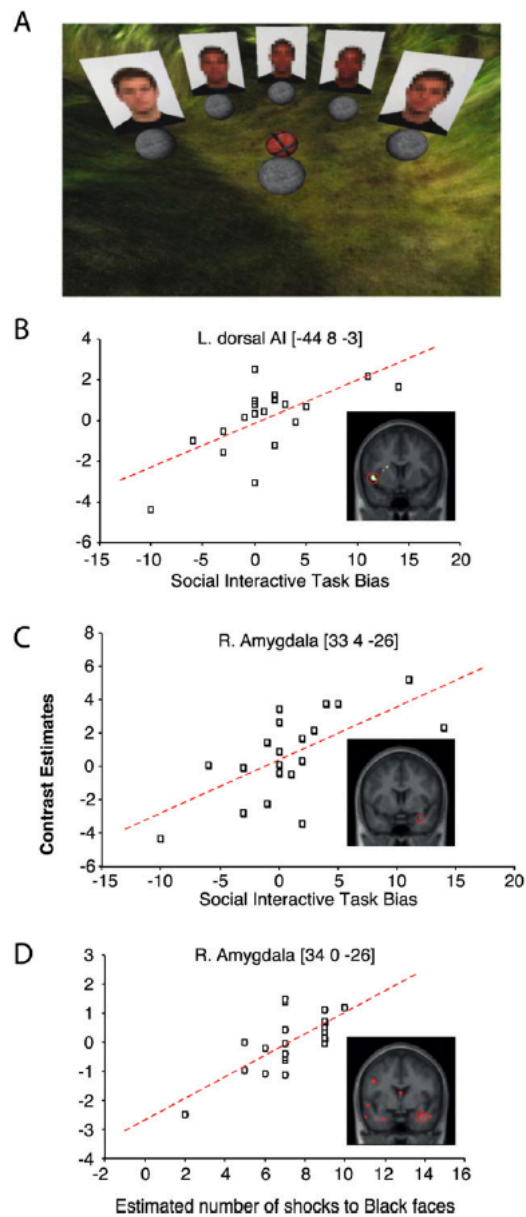 A
B
L. dorsal AI [-44 8 -3]
4
2
0
-2
-4
-6
-15 -10 -5 0 5 10 15 20
Social Interactive Task Bias
C
R. Amygdala [33 4 -26]
8
6
4
2
0
-2
-4
-6
Contrast Estimates
-15 -10 -5 0 5 10 15 20
Social Interactive Task Bias
D
R. Amygdala [34 0 -26]
3
2
1
0
-1
-2
-3
-4
0 2 4 6 8 10 12 14 16
Estimated number of shocks to Black faces